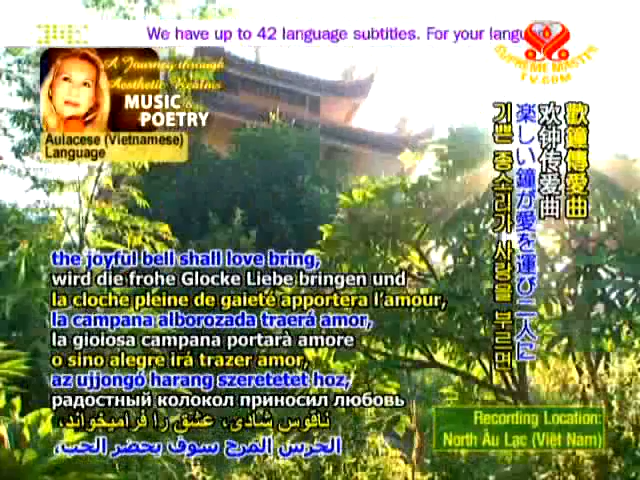 We have up to 42 language subtitles. For your langu
SUPREME MASTER
TV.COM
A Journey through
Aesthetic Realms
MUSIC &
POETRY
Aulacese (Vietnamese)
Language
歡鐘傳愛曲
欢钟传爱曲
楽しい鐘が愛を運び二人に
기쁜 종소리가 사랑을 부르면
the joyful bell shall love bring,
wird die frohe Glocke Liebe bringen und
la cloche pleine de gaieté apportera l'amour,
la campana alborozada traerá amor,
la gioiosa campana portarà amore
o sino alegre irá trazer amor,
az ujjongó harang szeretetet hoz,
радостный колокол приносил любовь
ناقوس شادی، عشق را فرامیخواند،
الجرس المرح سوف يحضر الحب،
Recording Location:
North Âu Lạc (Việt Nam)